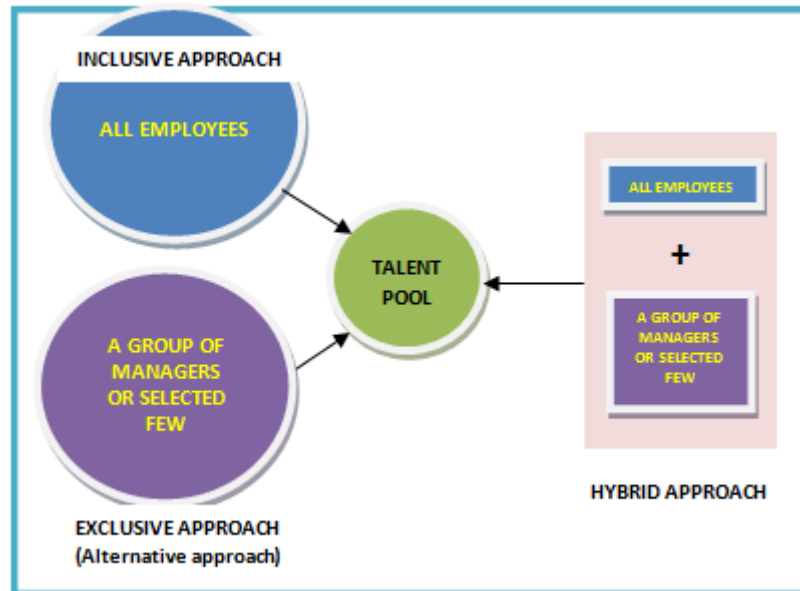 INCLUSIVE APPROACH
ALL EMPLOYEES
TALENT
POOL
A GROUP OF
MANAGERS
OR SELECTED
FEW
EXCLUSIVE APPROACH
(Alternative approach)
ALL EMPLOYEES
+
A GROUP OF
MANAGERS
OR SELECTED
FEW
HYBRID APPROACH